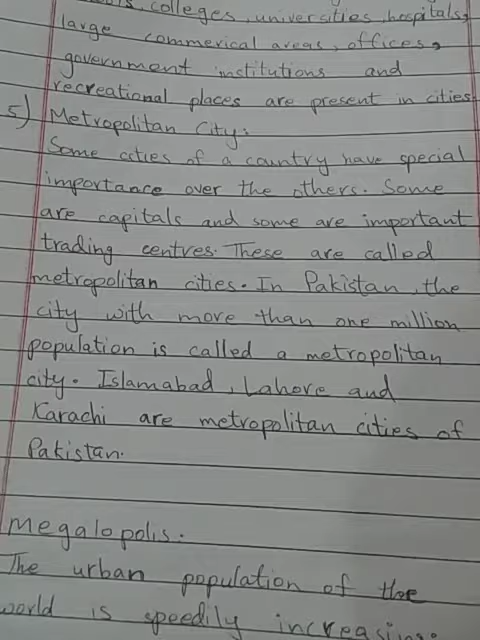 colleges, universities, hospitals,
large commerical areas, offices,
government institutions and
recreational places are present in cities
5) Metropolitan City:
Some cities of a country have special
importance over the others. Some
are capitals and some are important
trading centres. These are called
metropolitan cities. In Pakistan, the
city with more than one million
population is called a metropolitan
city. Islamabad, Lahore and
Karachi are metropolitan cities of
Pakistan.
Megalopolis.
The urban population of the
world is speedily increasing